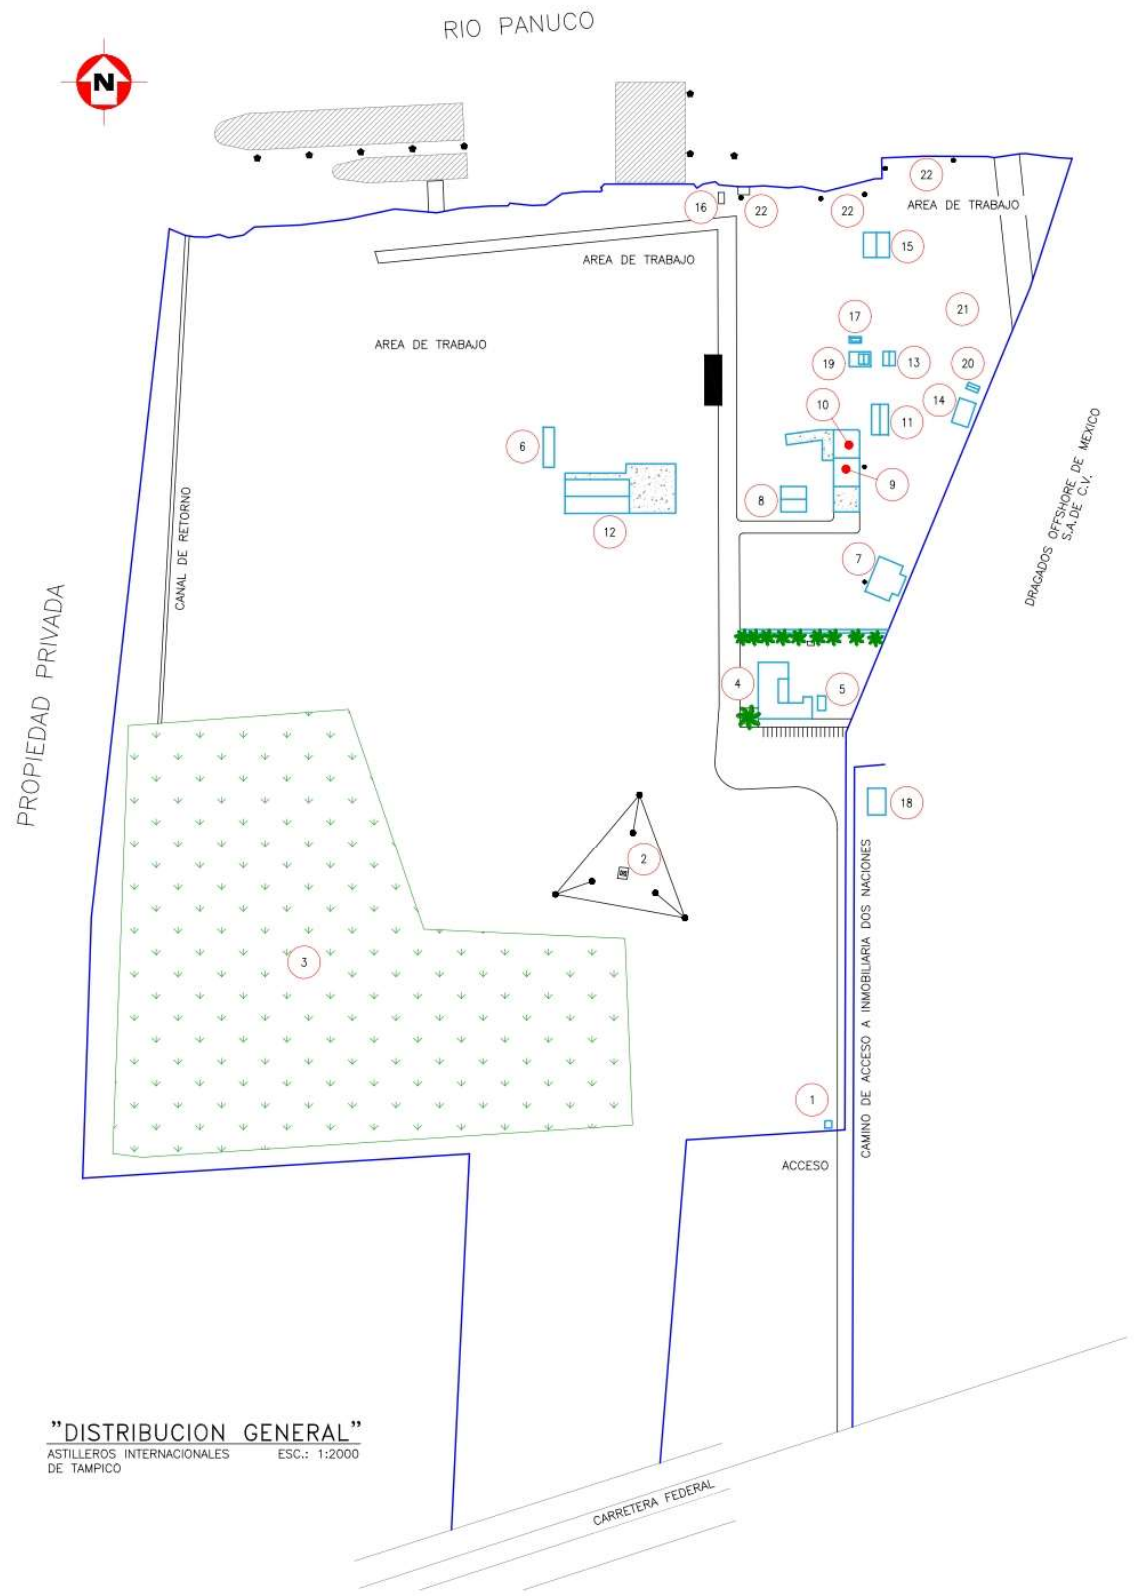 RIO PANUCO
N
22
16
22
22
AREA DE TRABAJO
15
AREA DE TRABAJO
21
17
AREA DE TRABAJO
19
13
20
14
10
11
6
9
8
12
CANAL DE RETORNO
DRAGADOS OFFSHORE DE MEXICO
S.A. DE C.V.
7
PROPIEDAD PRIVADA
4
5
18
2
3
CAMINO DE ACCESO A INMOBILIARIA DOS NACIONES
1
ACCESO
"DISTRIBUCION GENERAL"
ASTILLEROS INTERNACIONALES
DE TAMPICO
ESC.: 1:2000
CARRETERA FEDERAL